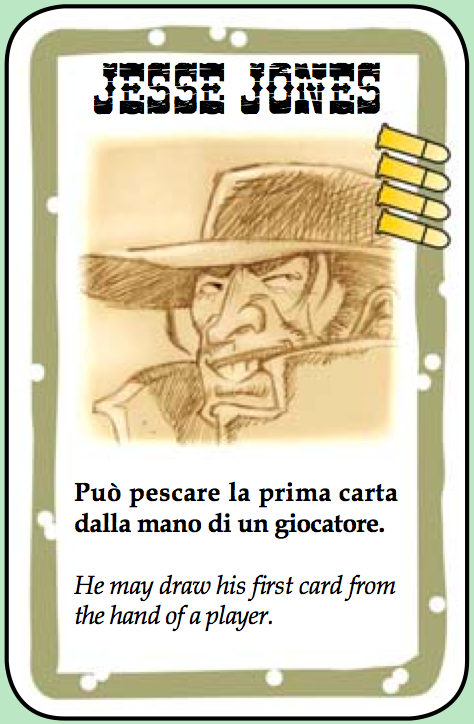 JESSE JONES
Può pescare la prima carta
dalla mano di un giocatore.
He may draw his first card from
the hand of a player.